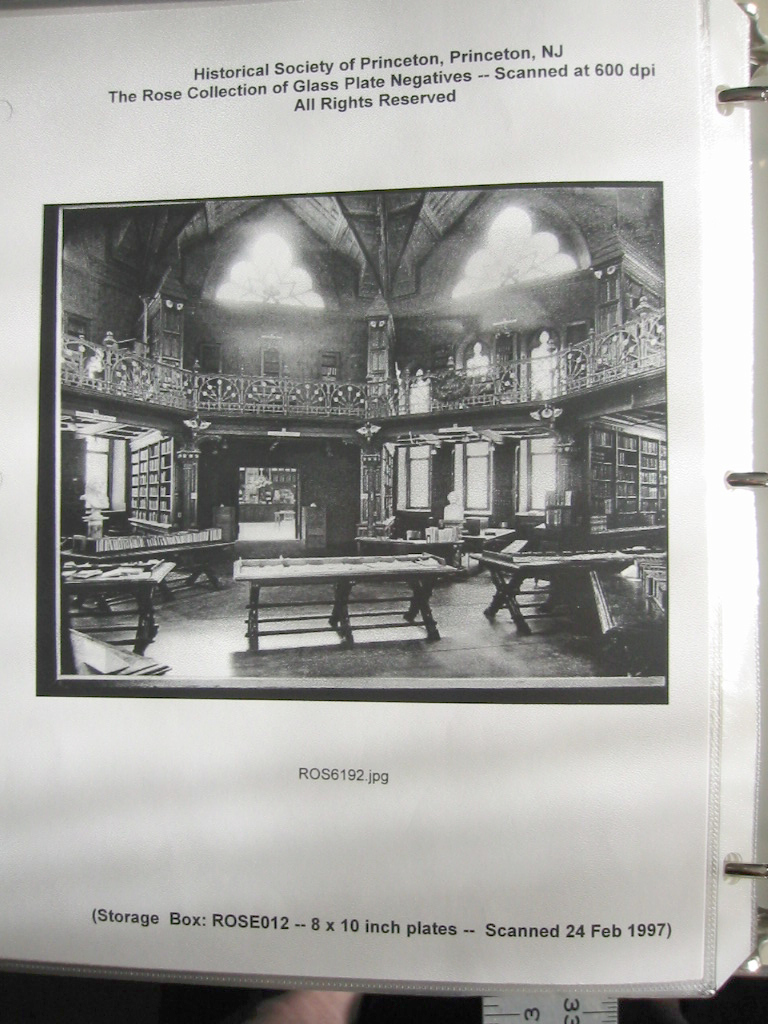 Historical Society of Princeton, Princeton, NJ
The Rose Collection of Glass Plate Negatives -- Scanned at 600 dpi
All Rights Reserved
ROS6192.jpg
(Storage Box: ROSE012 -- 8 x 10 inch plates -- Scanned 24 Feb 1997)
3 33